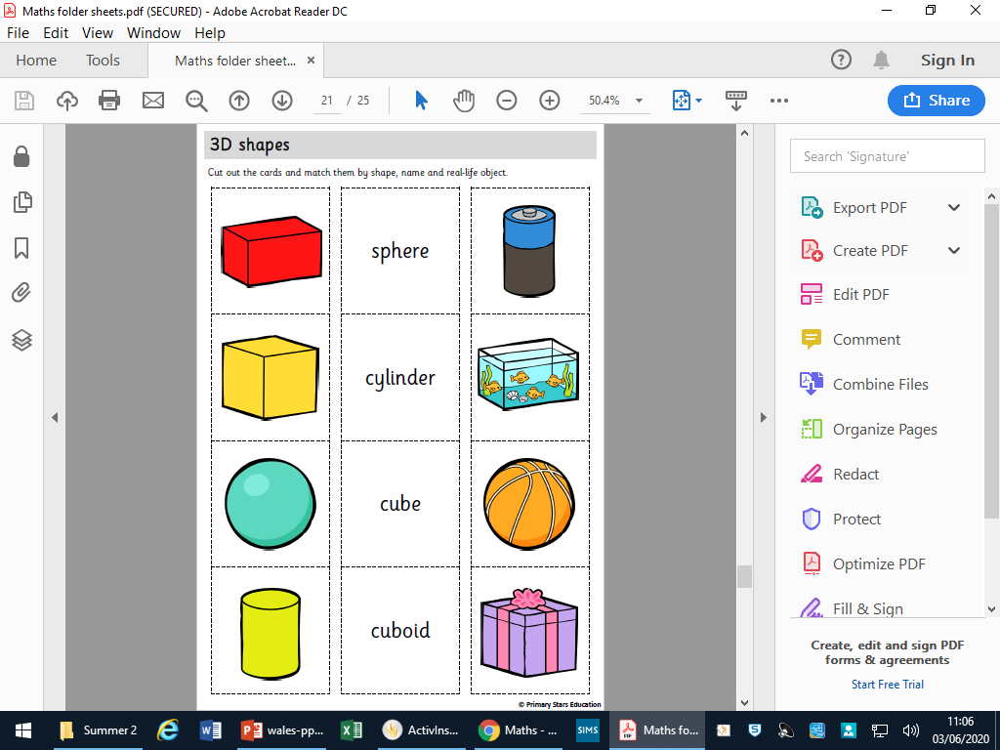 Maths folder sheets.pdf (SECURED) - Adobe Acrobat Reader DC
File Edit View Window Help
Home Tools Maths folder sheet... × Sign In
21 / 25 50.4% Share
3D shapes
Cut out the cards and match them by shape, name and real-life object.
sphere
cylinder
cube
cuboid
© Primary Stars Education
Search 'Signature'
Export PDF
Create PDF
Edit PDF
Comment
Combine Files
Organize Pages
Redact
Protect
Optimize PDF
Fill & Sign
Create, edit and sign PDF
forms & agreements
Start Free Trial
Summer 2 wales-pp... ActivIns... Maths - ... SIMS Maths fo... 11:06
03/06/2020